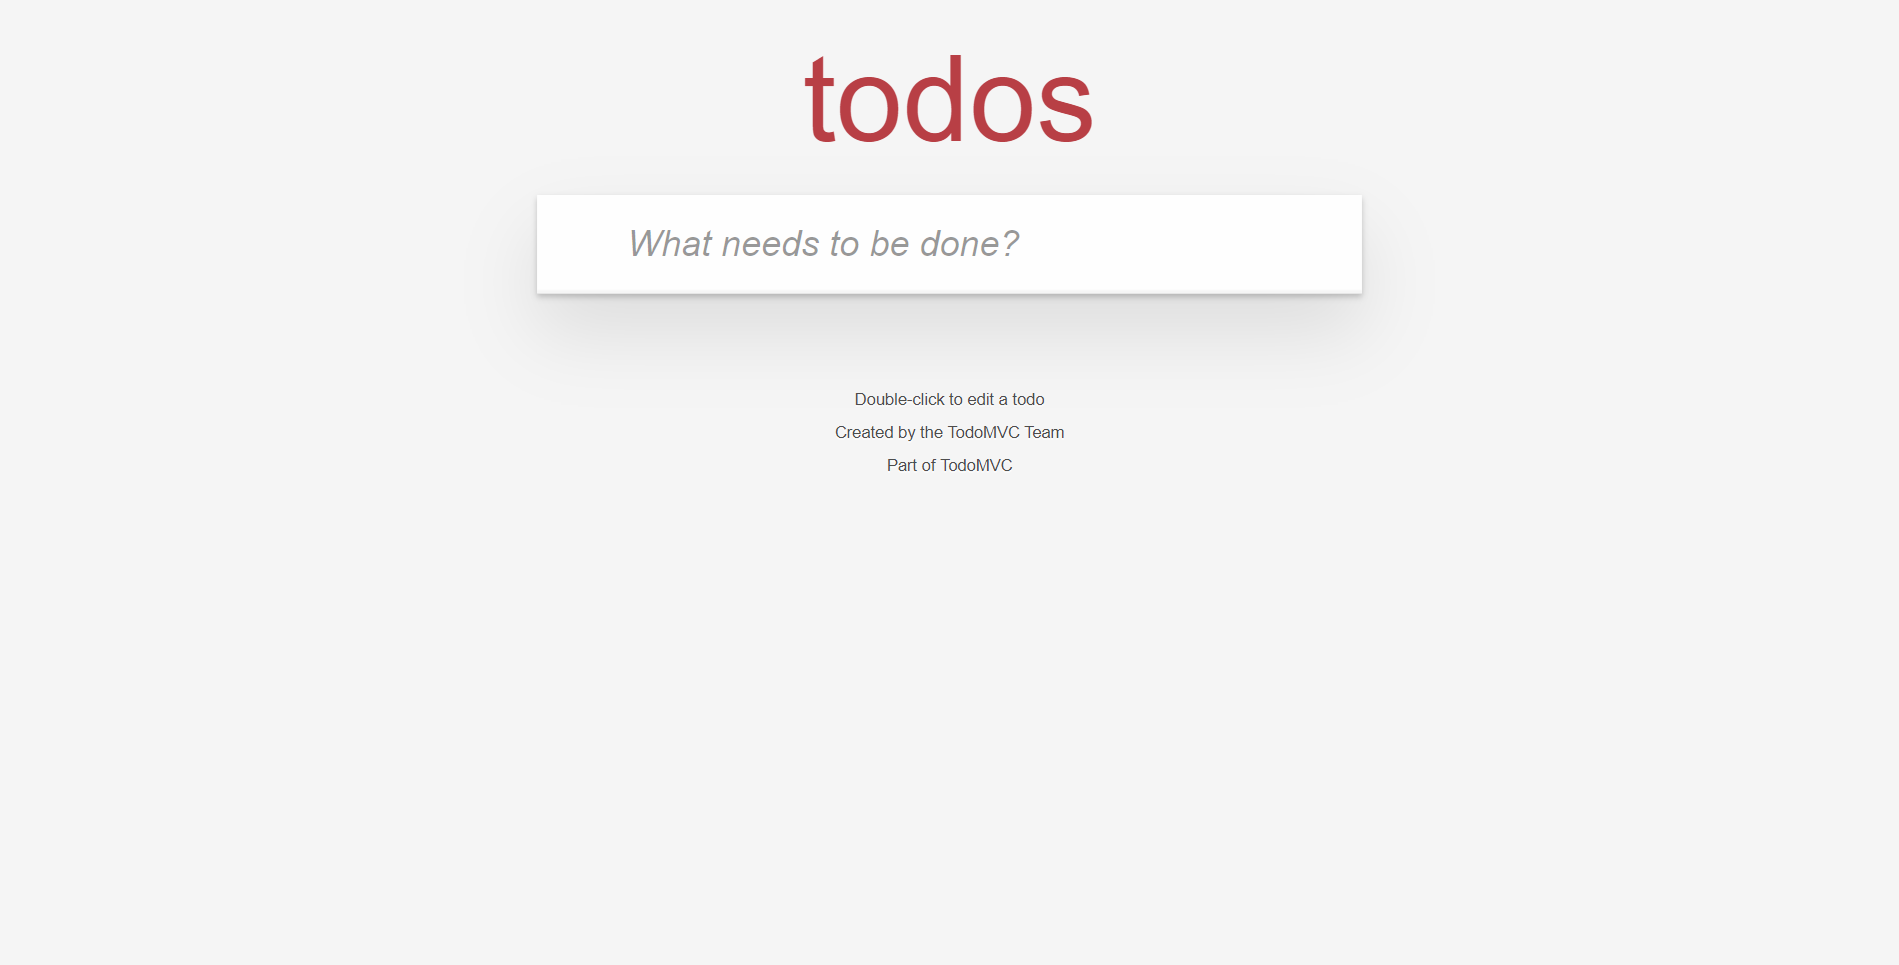 todos
What needs to be done?
Double-click to edit a todo
Created by the TodoMVC Team
Part of TodoMVC